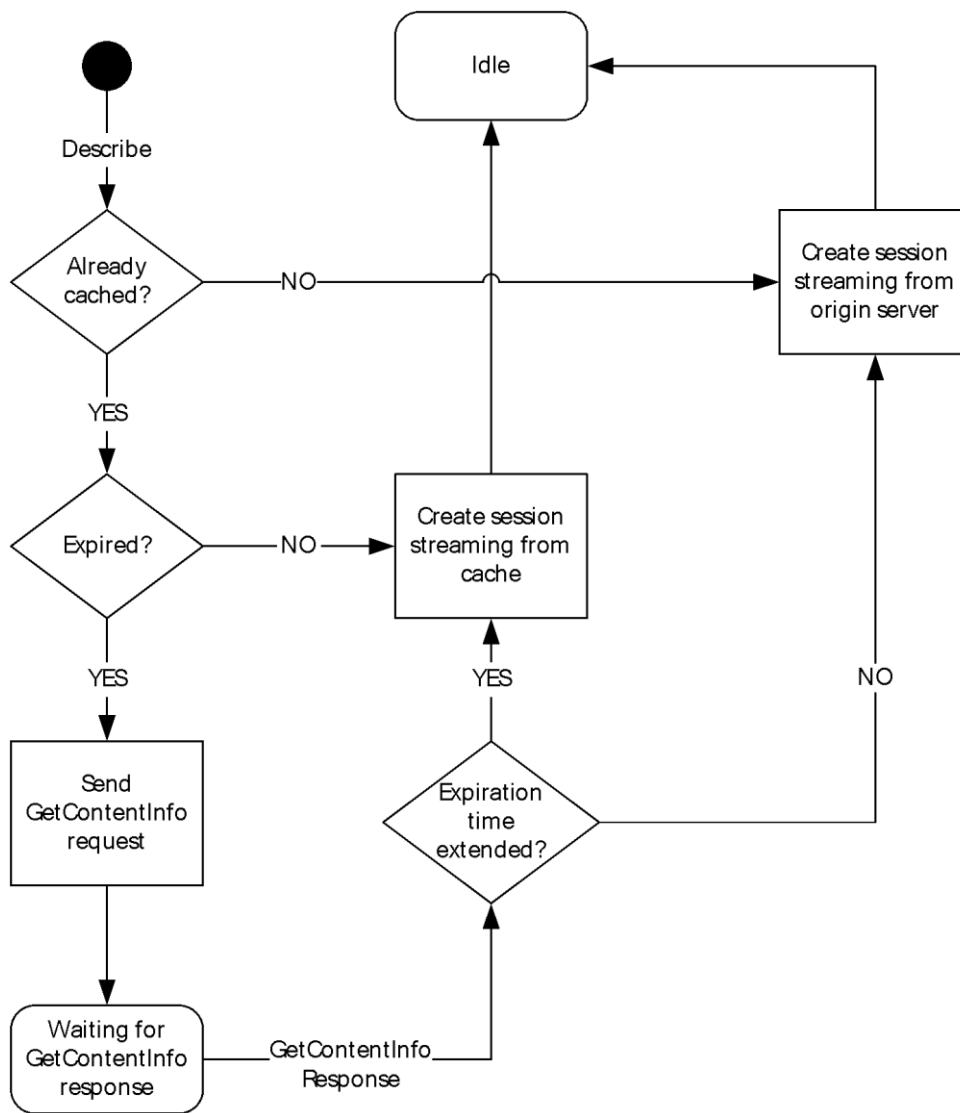 Idle
Describe
Already
cached?
NO
Create session
streaming from
origin server
YES
Expired?
NO
Create session
streaming from
cache
YES
YES
NO
Send
GetContentInfo
request
Expiration
time
extended?
Waiting for
GetContentInfo
response
GetContentInfo
Response